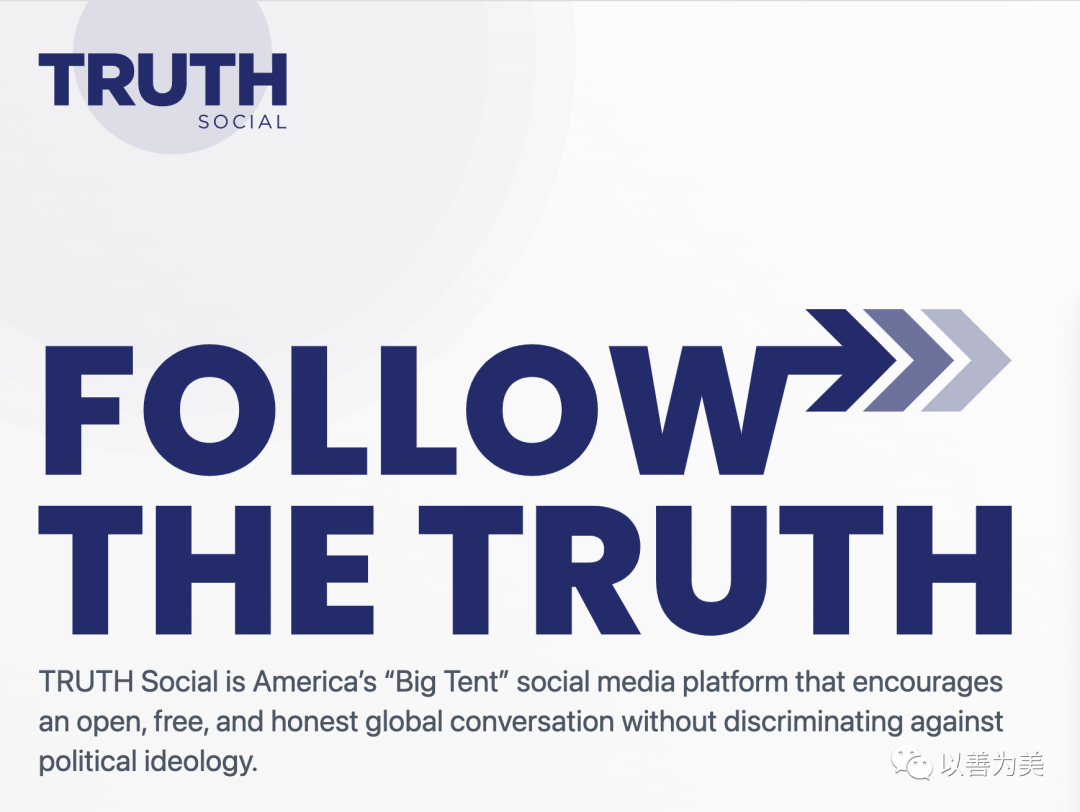 TRUTH
SOCIAL
FOLLOW
THE TRUTH
TRUTH Social is America’s “Big Tent” social media platform that encourages
an open, free, and honest global conversation without discriminating against
political ideology.
以善为美